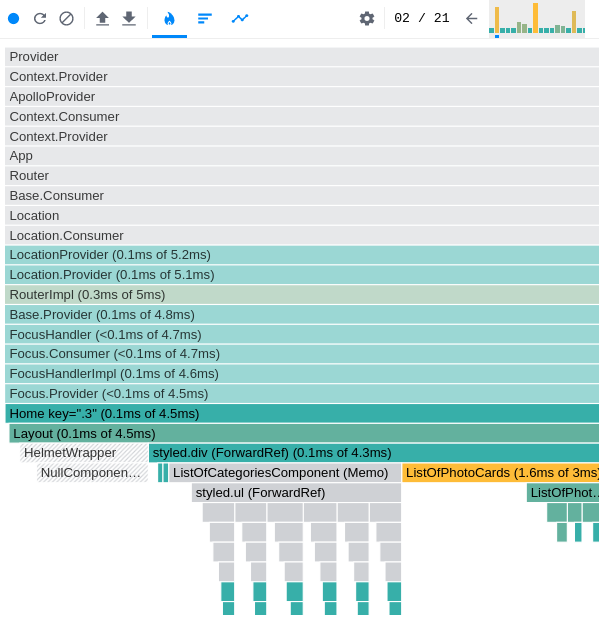 02 / 21
Provider
Context.Provider
ApolloProvider
Context.Consumer
Context.Provider
App
Router
Base.Consumer
Location
Location.Consumer
LocationProvider (0.1ms of 5.2ms)
Location.Provider (0.1ms of 5.1ms)
RouterImpl (0.3ms of 5ms)
Base.Provider (0.1ms of 4.8ms)
FocusHandler (<0.1ms of 4.7ms)
Focus.Consumer (<0.1ms of 4.7ms)
FocusHandlerImpl (0.1ms of 4.6ms)
Focus.Provider (<0.1ms of 4.5ms)
Home key=".3" (0.1ms of 4.5ms)
Layout (0.1ms of 4.5ms)
HelmetWrapper styled.div (ForwardRef) (0.1ms of 4.3ms)
NullComponen... ListOfCategoriesComponent (Memo) ListOfPhotoCards (1.6ms of 3ms)
styled.ul (ForwardRef) ListOfPhot...